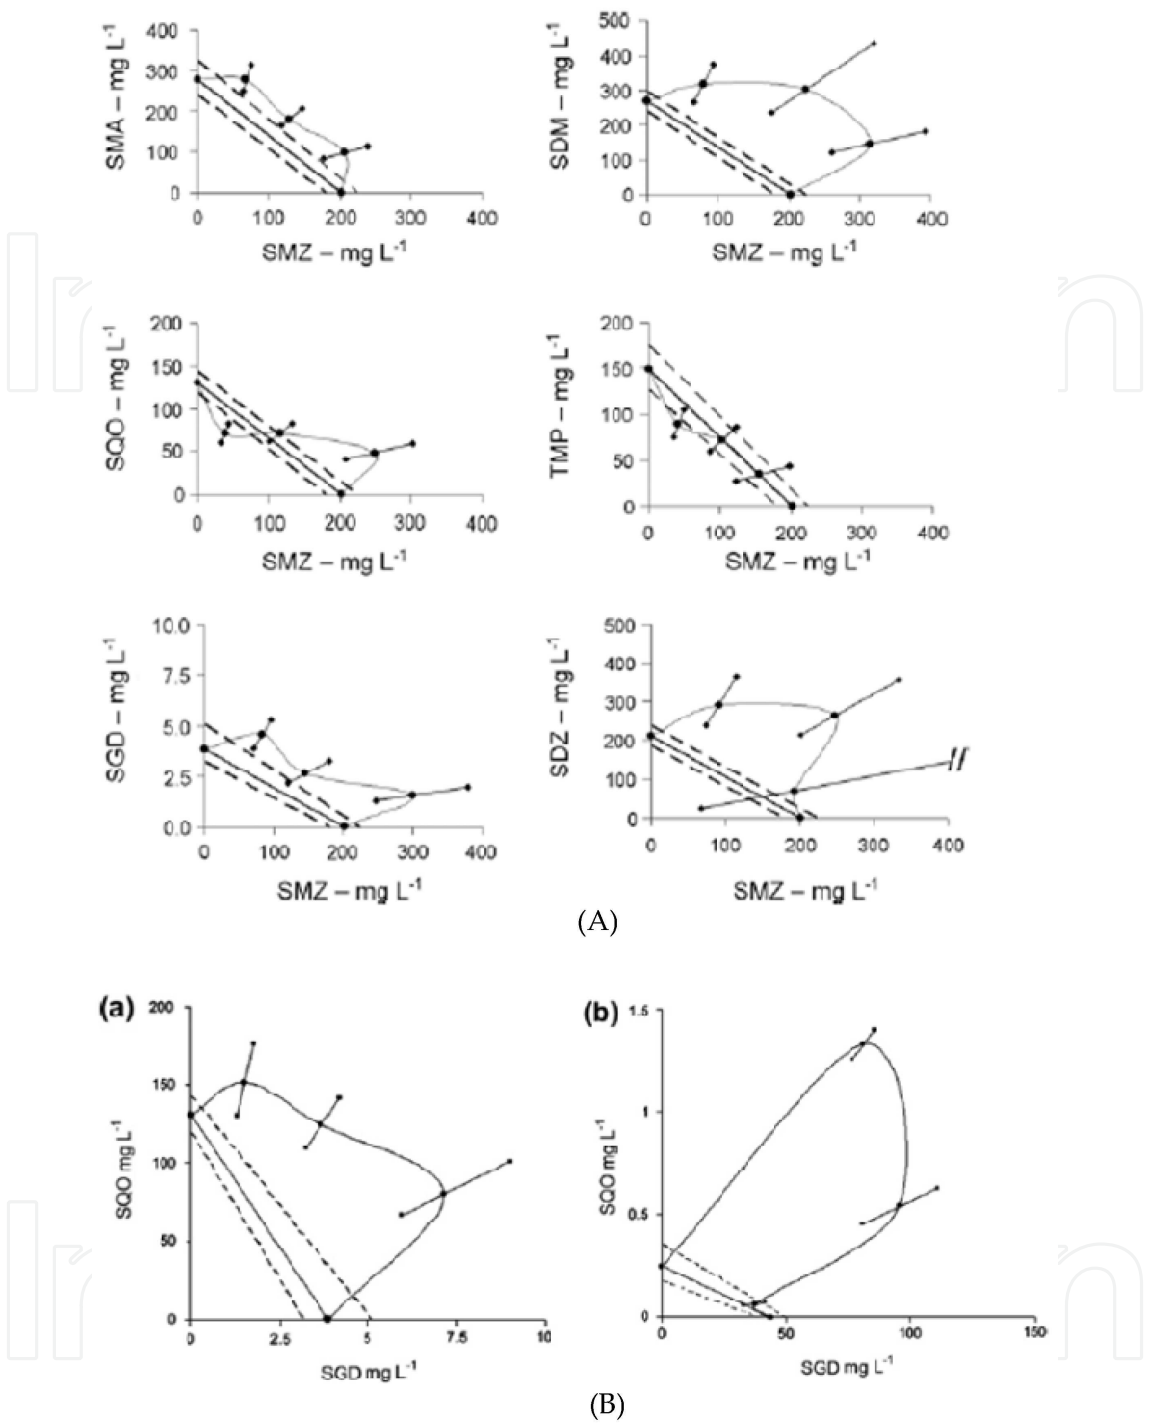 SMA – mg L-1
400
300
200
100
0
0 100 200 300 400
SMZ – mg L-1
SDM – mg L-1
500
400
300
200
100
0
0 100 200 300 400
SMZ – mg L-1
SQO – mg L-1
200
150
100
50
0
0 100 200 300 400
SMZ – mg L-1
TMP – mg L-1
200
150
100
50
0
0 100 200 300 400
SMZ – mg L-1
SGD – mg L-1
10.0
7.5
5.0
2.5
0.0
0 100 200 300 400
SMZ – mg L-1
SDZ – mg L-1
500
400
300
200
100
0
0 100 200 300 400
SMZ – mg L-1
(A)
(a)
SQO mg L-1
200
150
100
50
0
0 2.5 5 7.5 10
SGD mg L-1
(b)
SQO mg L-1
1.5
1
0.5
0
0 50 100 150
SGD mg L-1
(B)